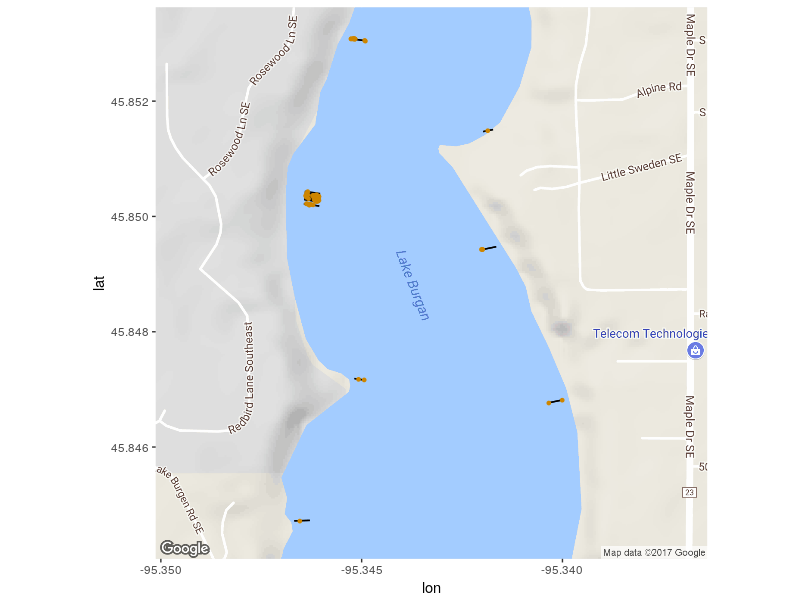 Rosewood Ln SE
Maple Dr SE
S
45.852
Alpine Rd
S
Rosewood Ln SE
Little Sweden SE
Maple Dr SE
45.850
lat
Lake Burgan
Ra
45.848
Telecom Technologie
Redbird Lane Southeast
Maple Dr SE
45.846
50
ake Burgen Rd SE
23
Google
Map data ©2017 Google
-95.350
-95.345
-95.340
lon